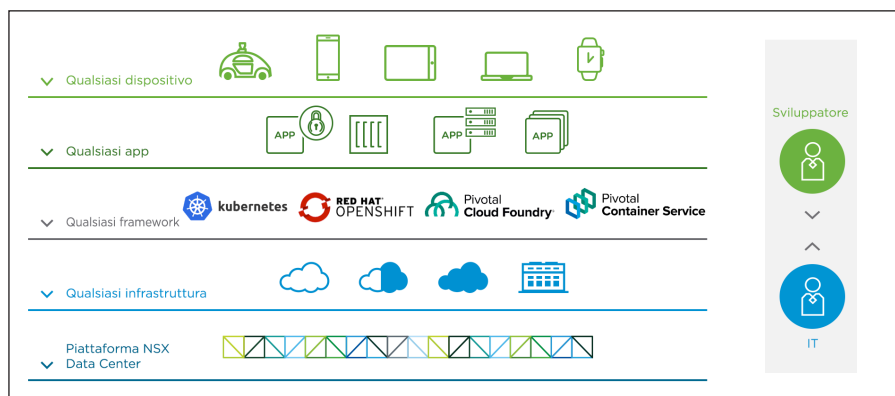 Qualsiasi dispositivo
Sviluppatore
APP
APP
APP
Qualsiasi app
Qualsiasi framework
kubernetes
RED HAT®
OPENSHIFT
Pivotal
Cloud Foundry
Pivotal
Container Service
Qualsiasi infrastruttura
Piattaforma NSX
Data Center
IT